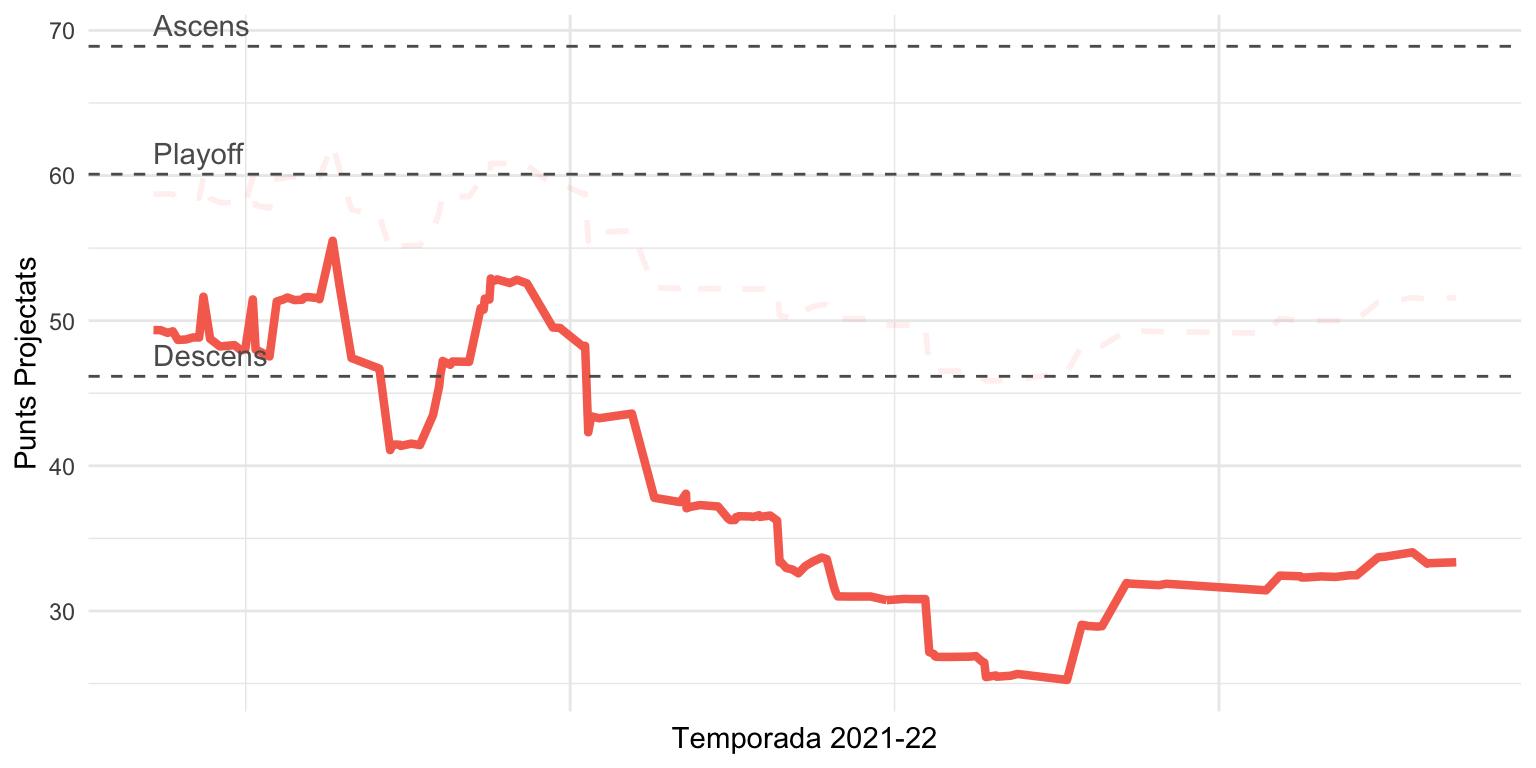 70
Ascens
Playoff
60
50
Descens
40
30
Punts Projectats
Temporada 2021-22